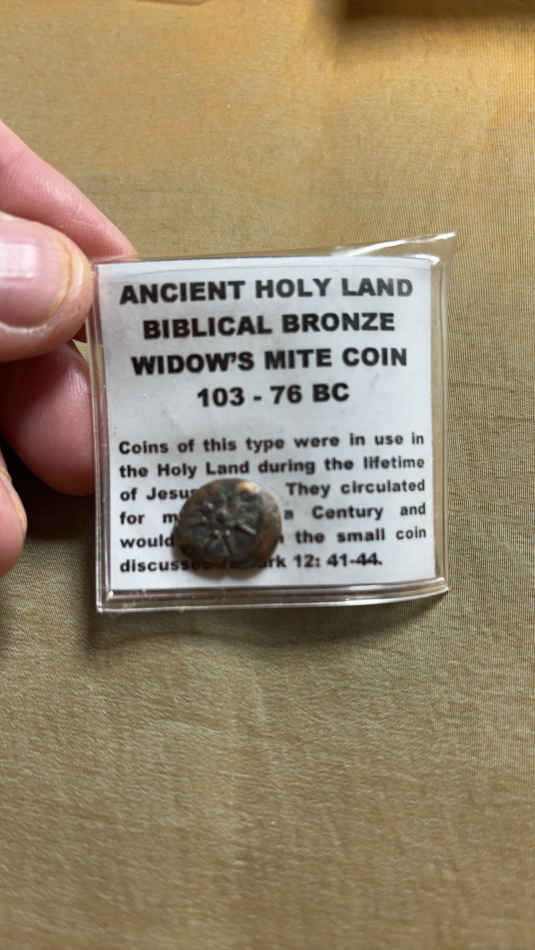 ANCIENT HOLY LAND
BIBLICAL BRONZE
WIDOW'S MITE COIN
103 - 76 BC
Coins of this type were in use in
the Holy Land during the lifetime
of They circulated
for a Century and
would the small coin
12: 41-44.